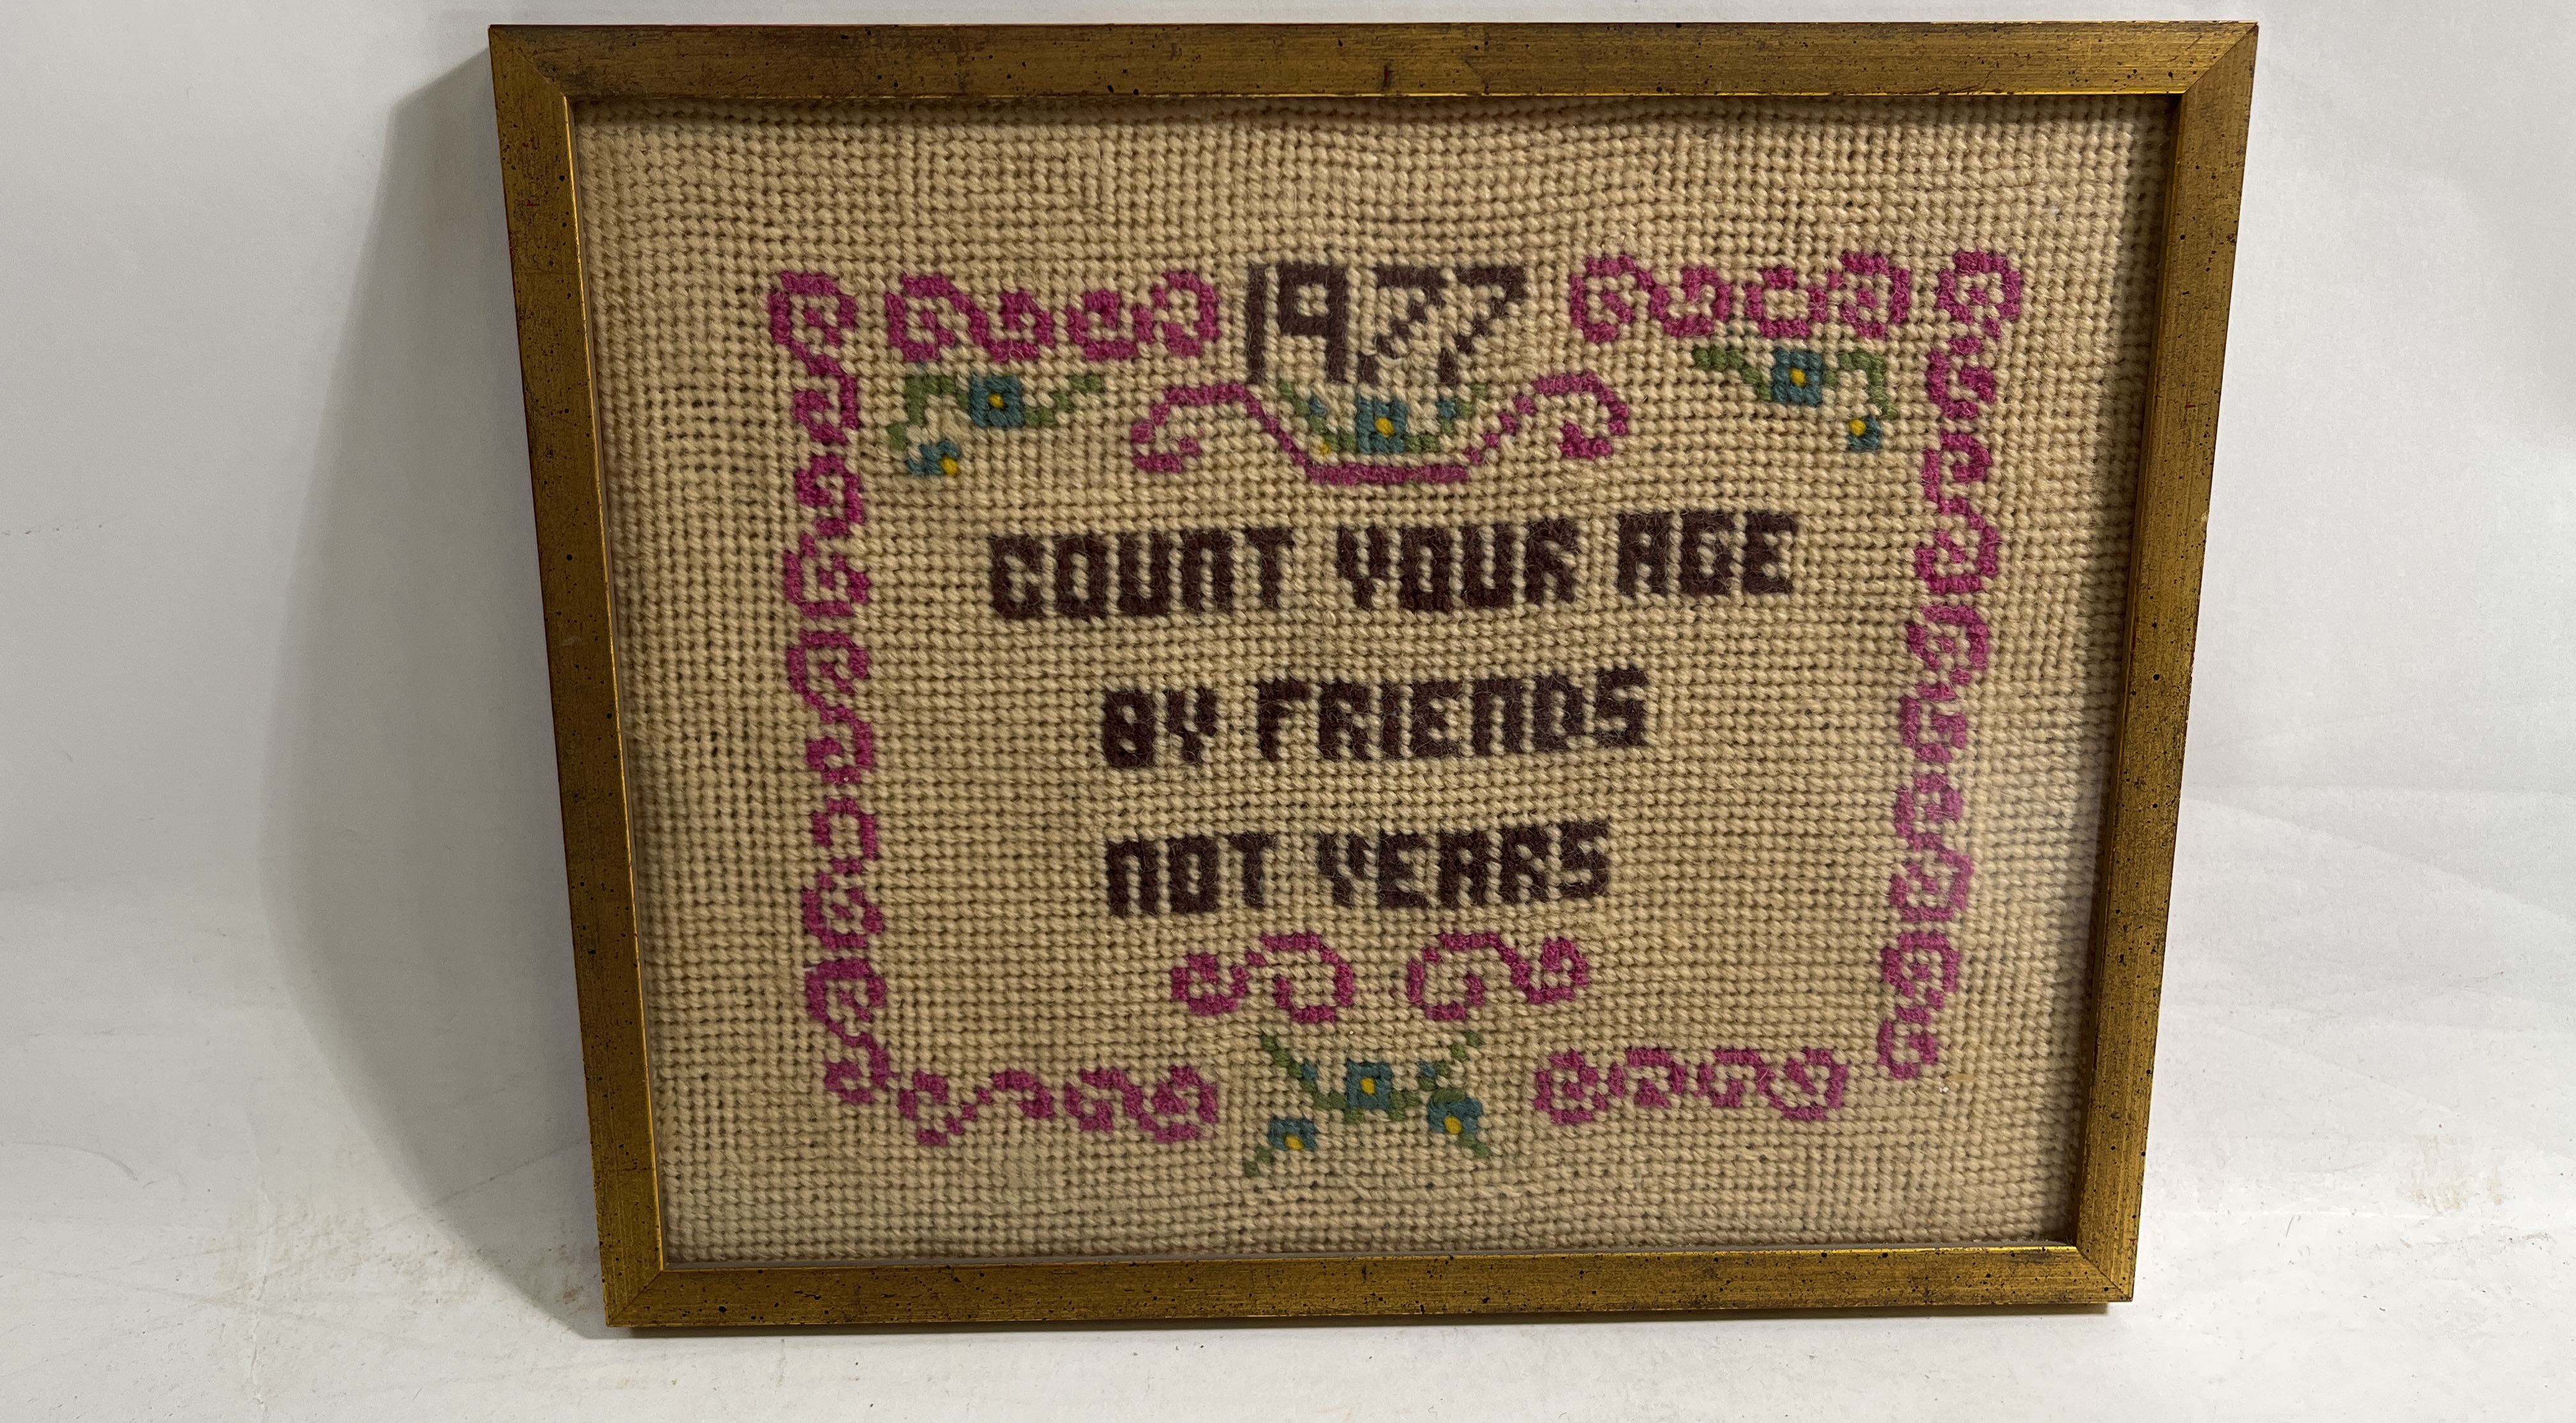 1977
COUNT YOUR AGE
BY FRIENDS
NOT YEARS